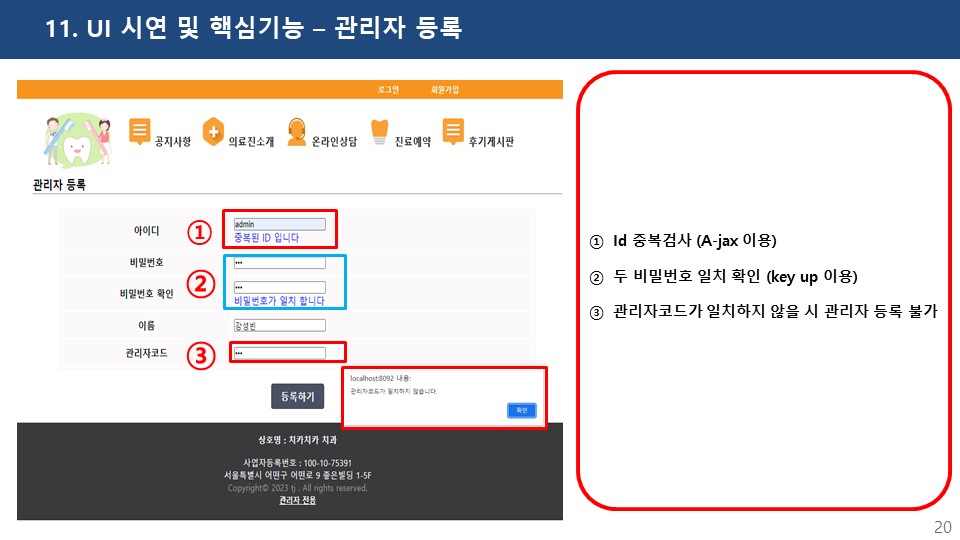 11. UI 시연 및 핵심기능 – 관리자 등록
로그인 회원가입
공지사항 의료진소개 온라인상담 진료예약 후기게시판
관리자 등록
아이디 ① admin
중복된 ID 입니다
비밀번호 •••
②
비밀번호 확인 •••
비밀번호가 일치 합니다
이름 강성빈
관리자코드 ③ •••
등록하기
localhost:8092 내용:
관리자코드가 일치하지 않습니다.
확인
상호명 : 치카치카 치과
사업자등록번호 : 100-10-75391
서울특별시 어떤구 어떤로 9 좋은빌딩 1-5F
Copyright© 2023 tj . All rights reserved.
관리자 전용
① Id 중복검사 (A-jax 이용)
② 두 비밀번호 일치 확인 (key up 이용)
③ 관리자코드가 일치하지 않을 시 관리자 등록 불가
20